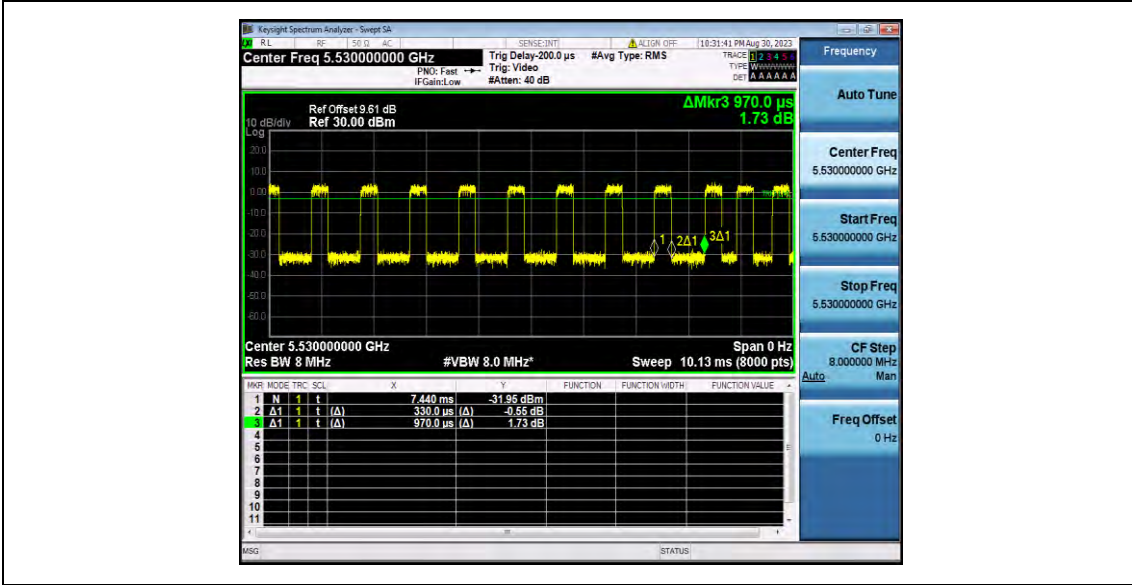 Keysight Spectrum Analyzer - Swept SA
RL RF 50 Ω AC SENSE:INT ALIGN OFF 10:31:41 PM Aug 30, 2023
Center Freq 5.530000000 GHz
PNO: Fast
IFGain:Low
Trig Delay-200.0 µs
Trig: Video
#Atten: 40 dB
#Avg Type: RMS
TRACE 1 2 3 4 5 6
TYPE
DET A A A A A A
ΔMkr3 970.0 µs
1.73 dB
Ref Offset 9.61 dB
10 dB/div Ref 30.00 dBm
Log
20.0
10.0
0.00
-10.0
-20.0
-30.0
-40.0
-50.0
-60.0
1 2Δ1 3Δ1
Center 5.530000000 GHz Span 0 Hz
Res BW 8 MHz #VBW 8.0 MHz* Sweep 10.13 ms (8000 pts)
MKR MODE TRC SCL X Y FUNCTION FUNCTION WIDTH FUNCTION VALUE
1 N 1 t 7.440 ms -31.95 dBm
2 Δ1 1 t (Δ) 330.0 µs (Δ) -0.55 dB
3 Δ1 1 t (Δ) 970.0 µs (Δ) 1.73 dB
4
5
6
7
8
9
10
11
MSG STATUS
Frequency
Auto Tune
Center Freq
5.530000000 GHz
Start Freq
5.530000000 GHz
Stop Freq
5.530000000 GHz
CF Step
8.000000 MHz
Auto Man
Freq Offset
0 Hz